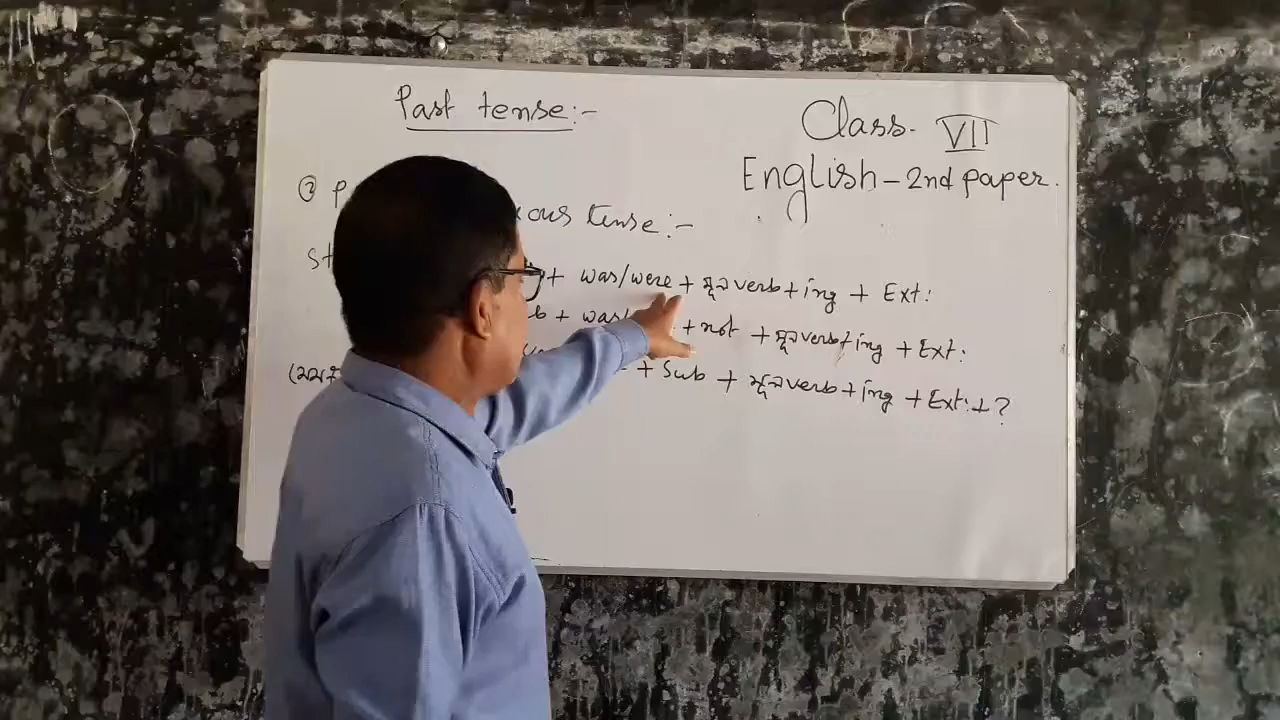 Past tense:-
Class- VII
English - 2nd paper.
② P
ous tense :-
St
+ was/were + মূল verb + ing + Ext:
b + was/ + not + মূল verb + ing + Ext:
+ Sub + মূল verb + ing + Ext: + ?